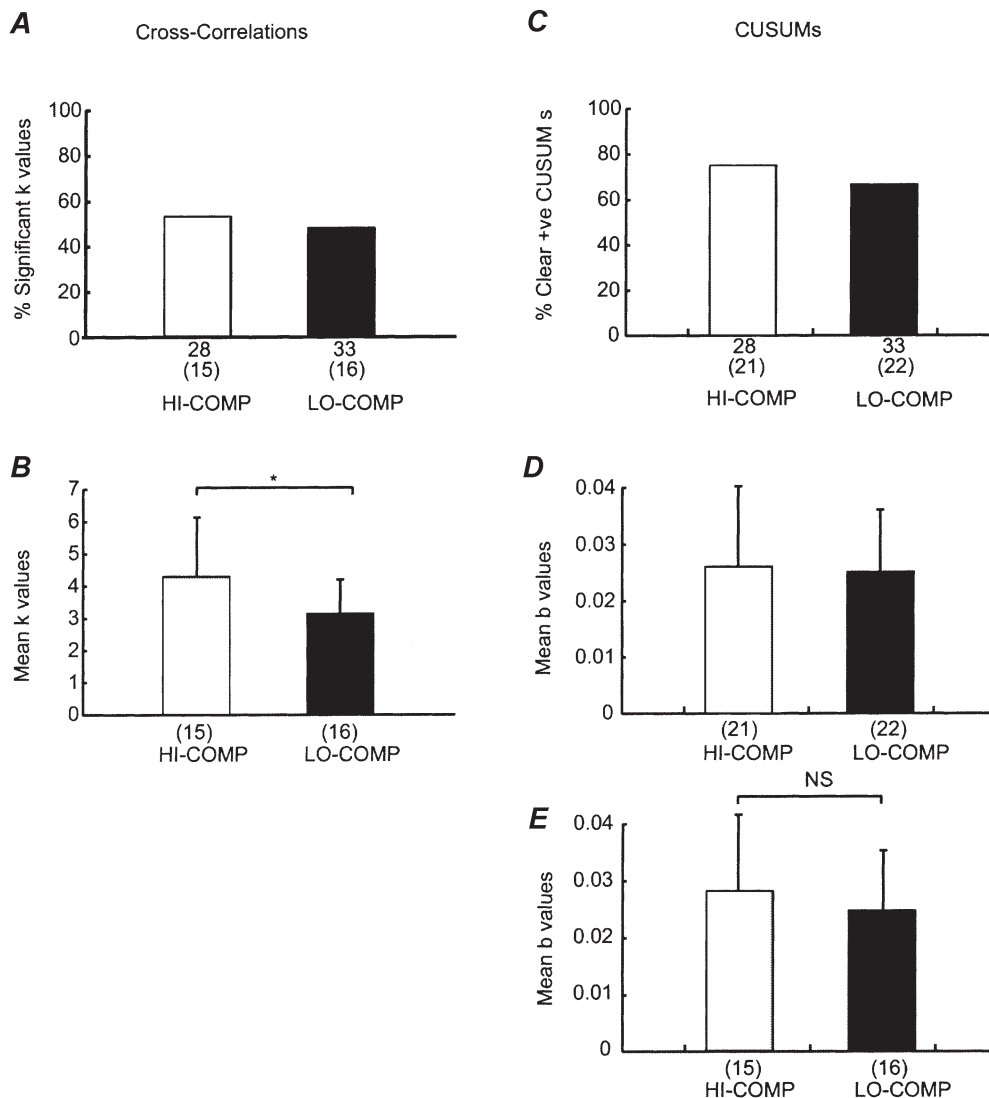 A
Cross-Correlations
% Significant k values
100
80
60
40
20
0
28
33
(15)
(16)
HI-COMP
LO-COMP
B
*
Mean k values
7
6
5
4
3
2
1
0
(15)
(16)
HI-COMP
LO-COMP
C
CUSUMs
% Clear +ve CUSUM s
100
80
60
40
20
0
28
33
(21)
(22)
HI-COMP
LO-COMP
D
Mean b values
0.04
0.03
0.02
0.01
0
(21)
(22)
HI-COMP
LO-COMP
E
NS
Mean b values
0.04
0.03
0.02
0.01
0
(15)
(16)
HI-COMP
LO-COMP